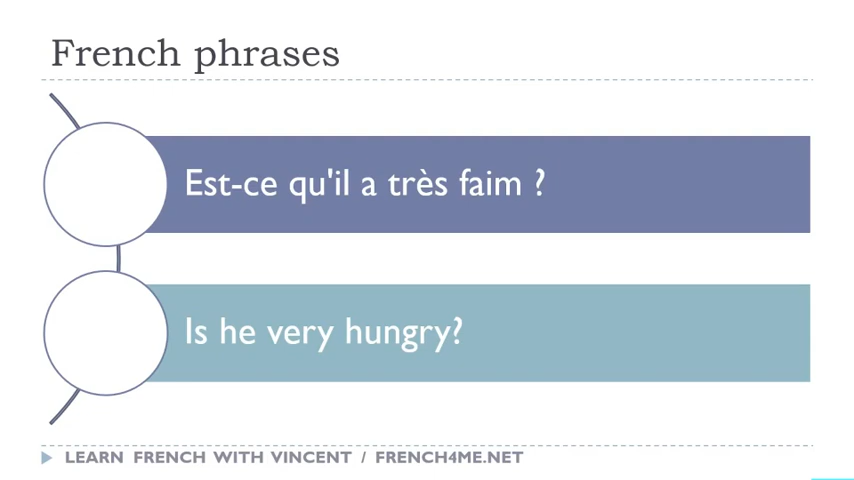 French phrases
Est-ce qu'il a très faim ?
Is he very hungry?
LEARN FRENCH WITH VINCENT / FRENCH4ME.NET